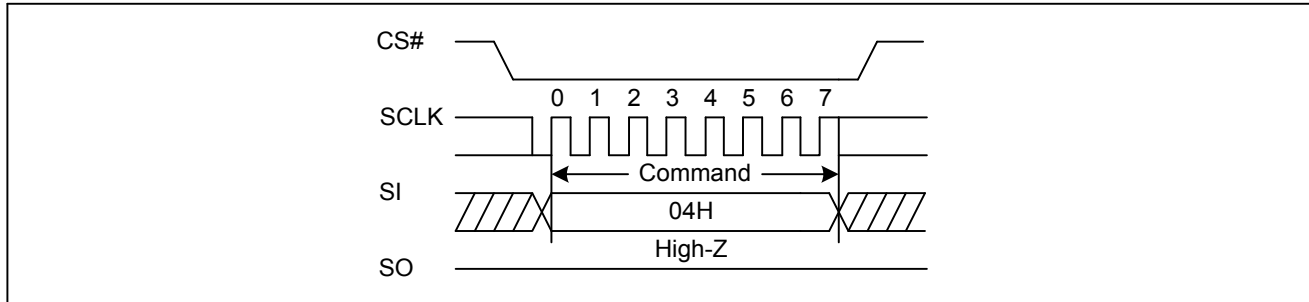 CS#
0 1 2 3 4 5 6 7
SCLK
Command
SI
04H
High-Z
SO